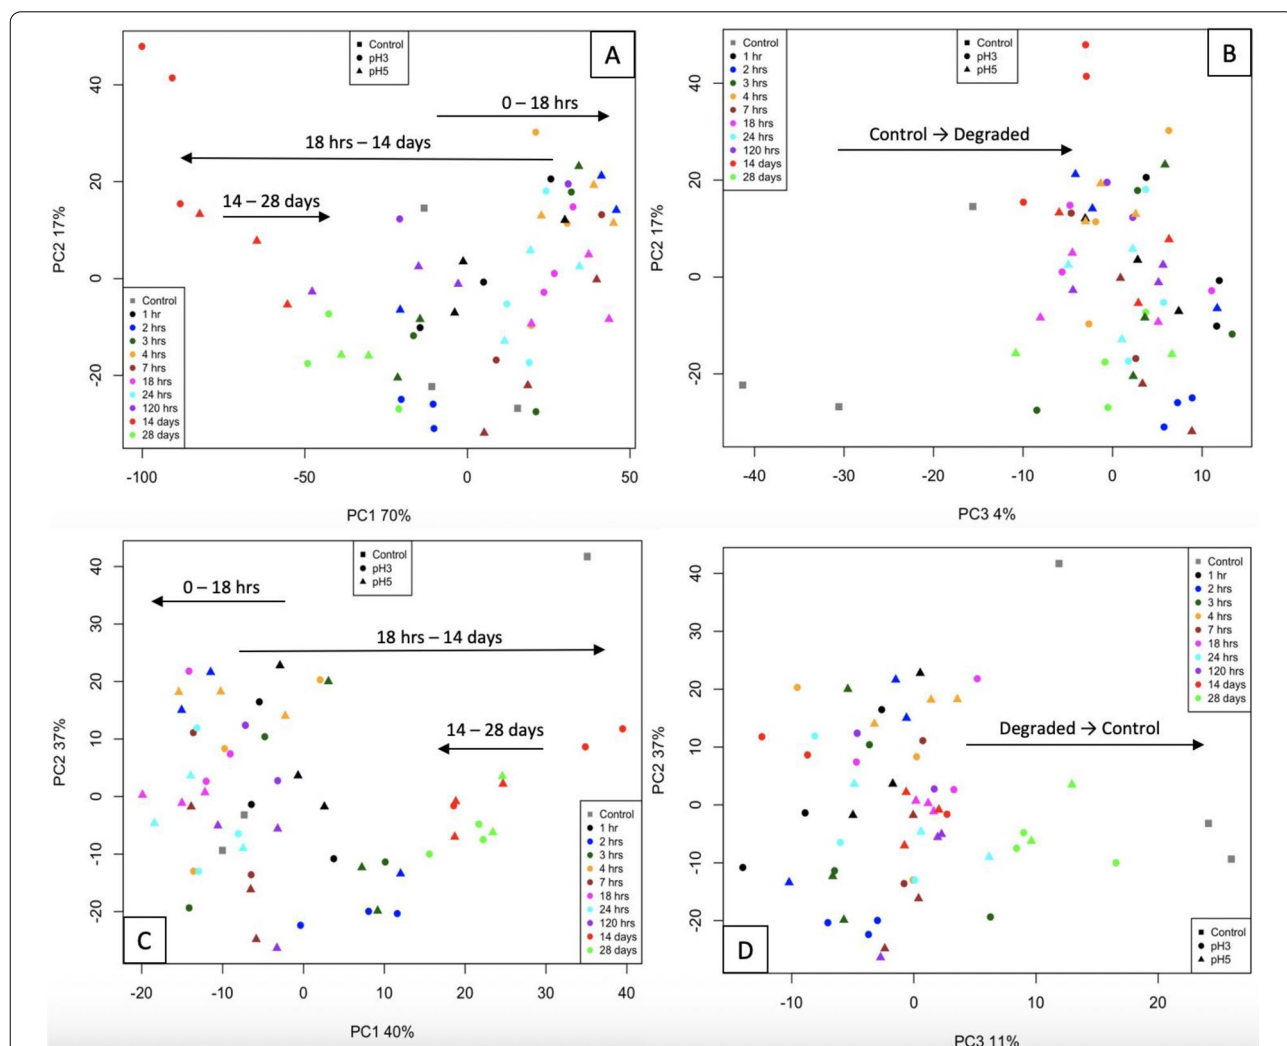 Control
pH3
pH5
A
0 – 18 hrs
18 hrs – 14 days
14 – 28 days
Control
1 hr
2 hrs
3 hrs
4 hrs
7 hrs
18 hrs
24 hrs
120 hrs
14 days
28 days
40
20
0
-20
PC2 17%
-100
-50
0
50
PC1 70%
Control
1 hr
2 hrs
3 hrs
4 hrs
7 hrs
18 hrs
24 hrs
120 hrs
14 days
28 days
Control
pH3
pH5
B
Control → Degraded
40
20
0
-20
PC2 17%
-40
-30
-20
-10
0
10
PC3 4%
Control
pH3
pH5
0 – 18 hrs
18 hrs – 14 days
14 – 28 days
Control
1 hr
2 hrs
3 hrs
4 hrs
7 hrs
18 hrs
24 hrs
120 hrs
14 days
28 days
C
40
30
20
10
0
-10
-20
PC2 37%
-20
-10
0
10
20
30
40
PC1 40%
Control
1 hr
2 hrs
3 hrs
4 hrs
7 hrs
18 hrs
24 hrs
120 hrs
14 days
28 days
Degraded → Control
Control
pH3
pH5
D
40
30
20
10
0
-10
-20
PC2 37%
-10
0
10
20
PC3 11%